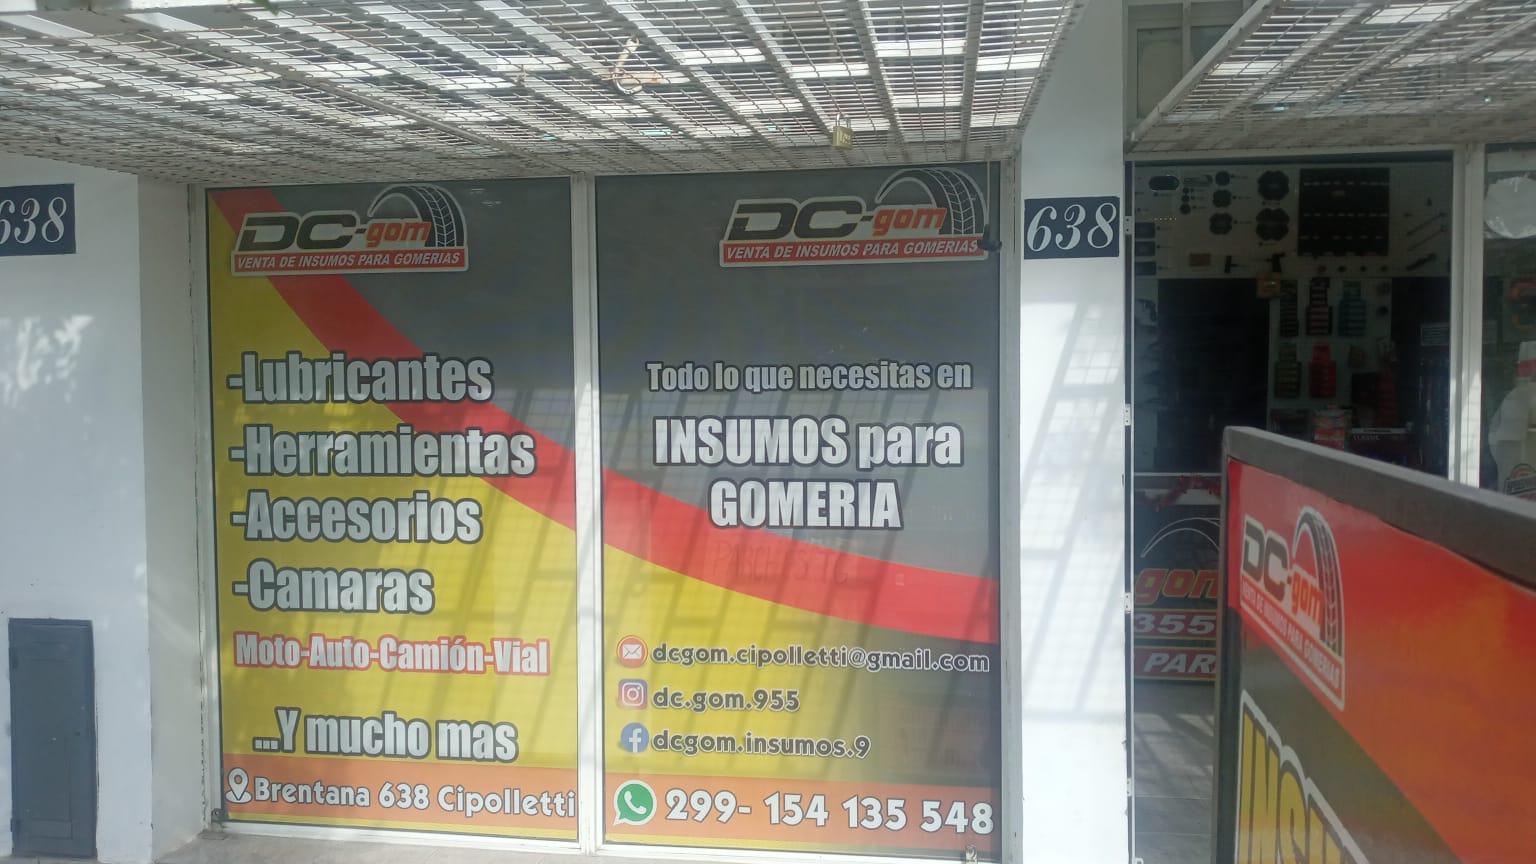 638
DC-gom
VENTA DE INSUMOS PARA GOMERIAS
-Lubricantes
-Herramientas
-Accesorios
-Camaras
Moto-Auto-Camión-Vial
...Y mucho mas
Brentana 638 Cipolletti
DC-gom
VENTA DE INSUMOS PARA GOMERIAS
Todo lo que necesitas en
INSUMOS para
GOMERIA
dcgom.cipolletti@gmail.com
dc.gom.955
dcgom.insumos.9
299- 154 135 548
638
gom
355
PAR
DC-gom
VENTA DE INSUMOS PARA GOMERIAS